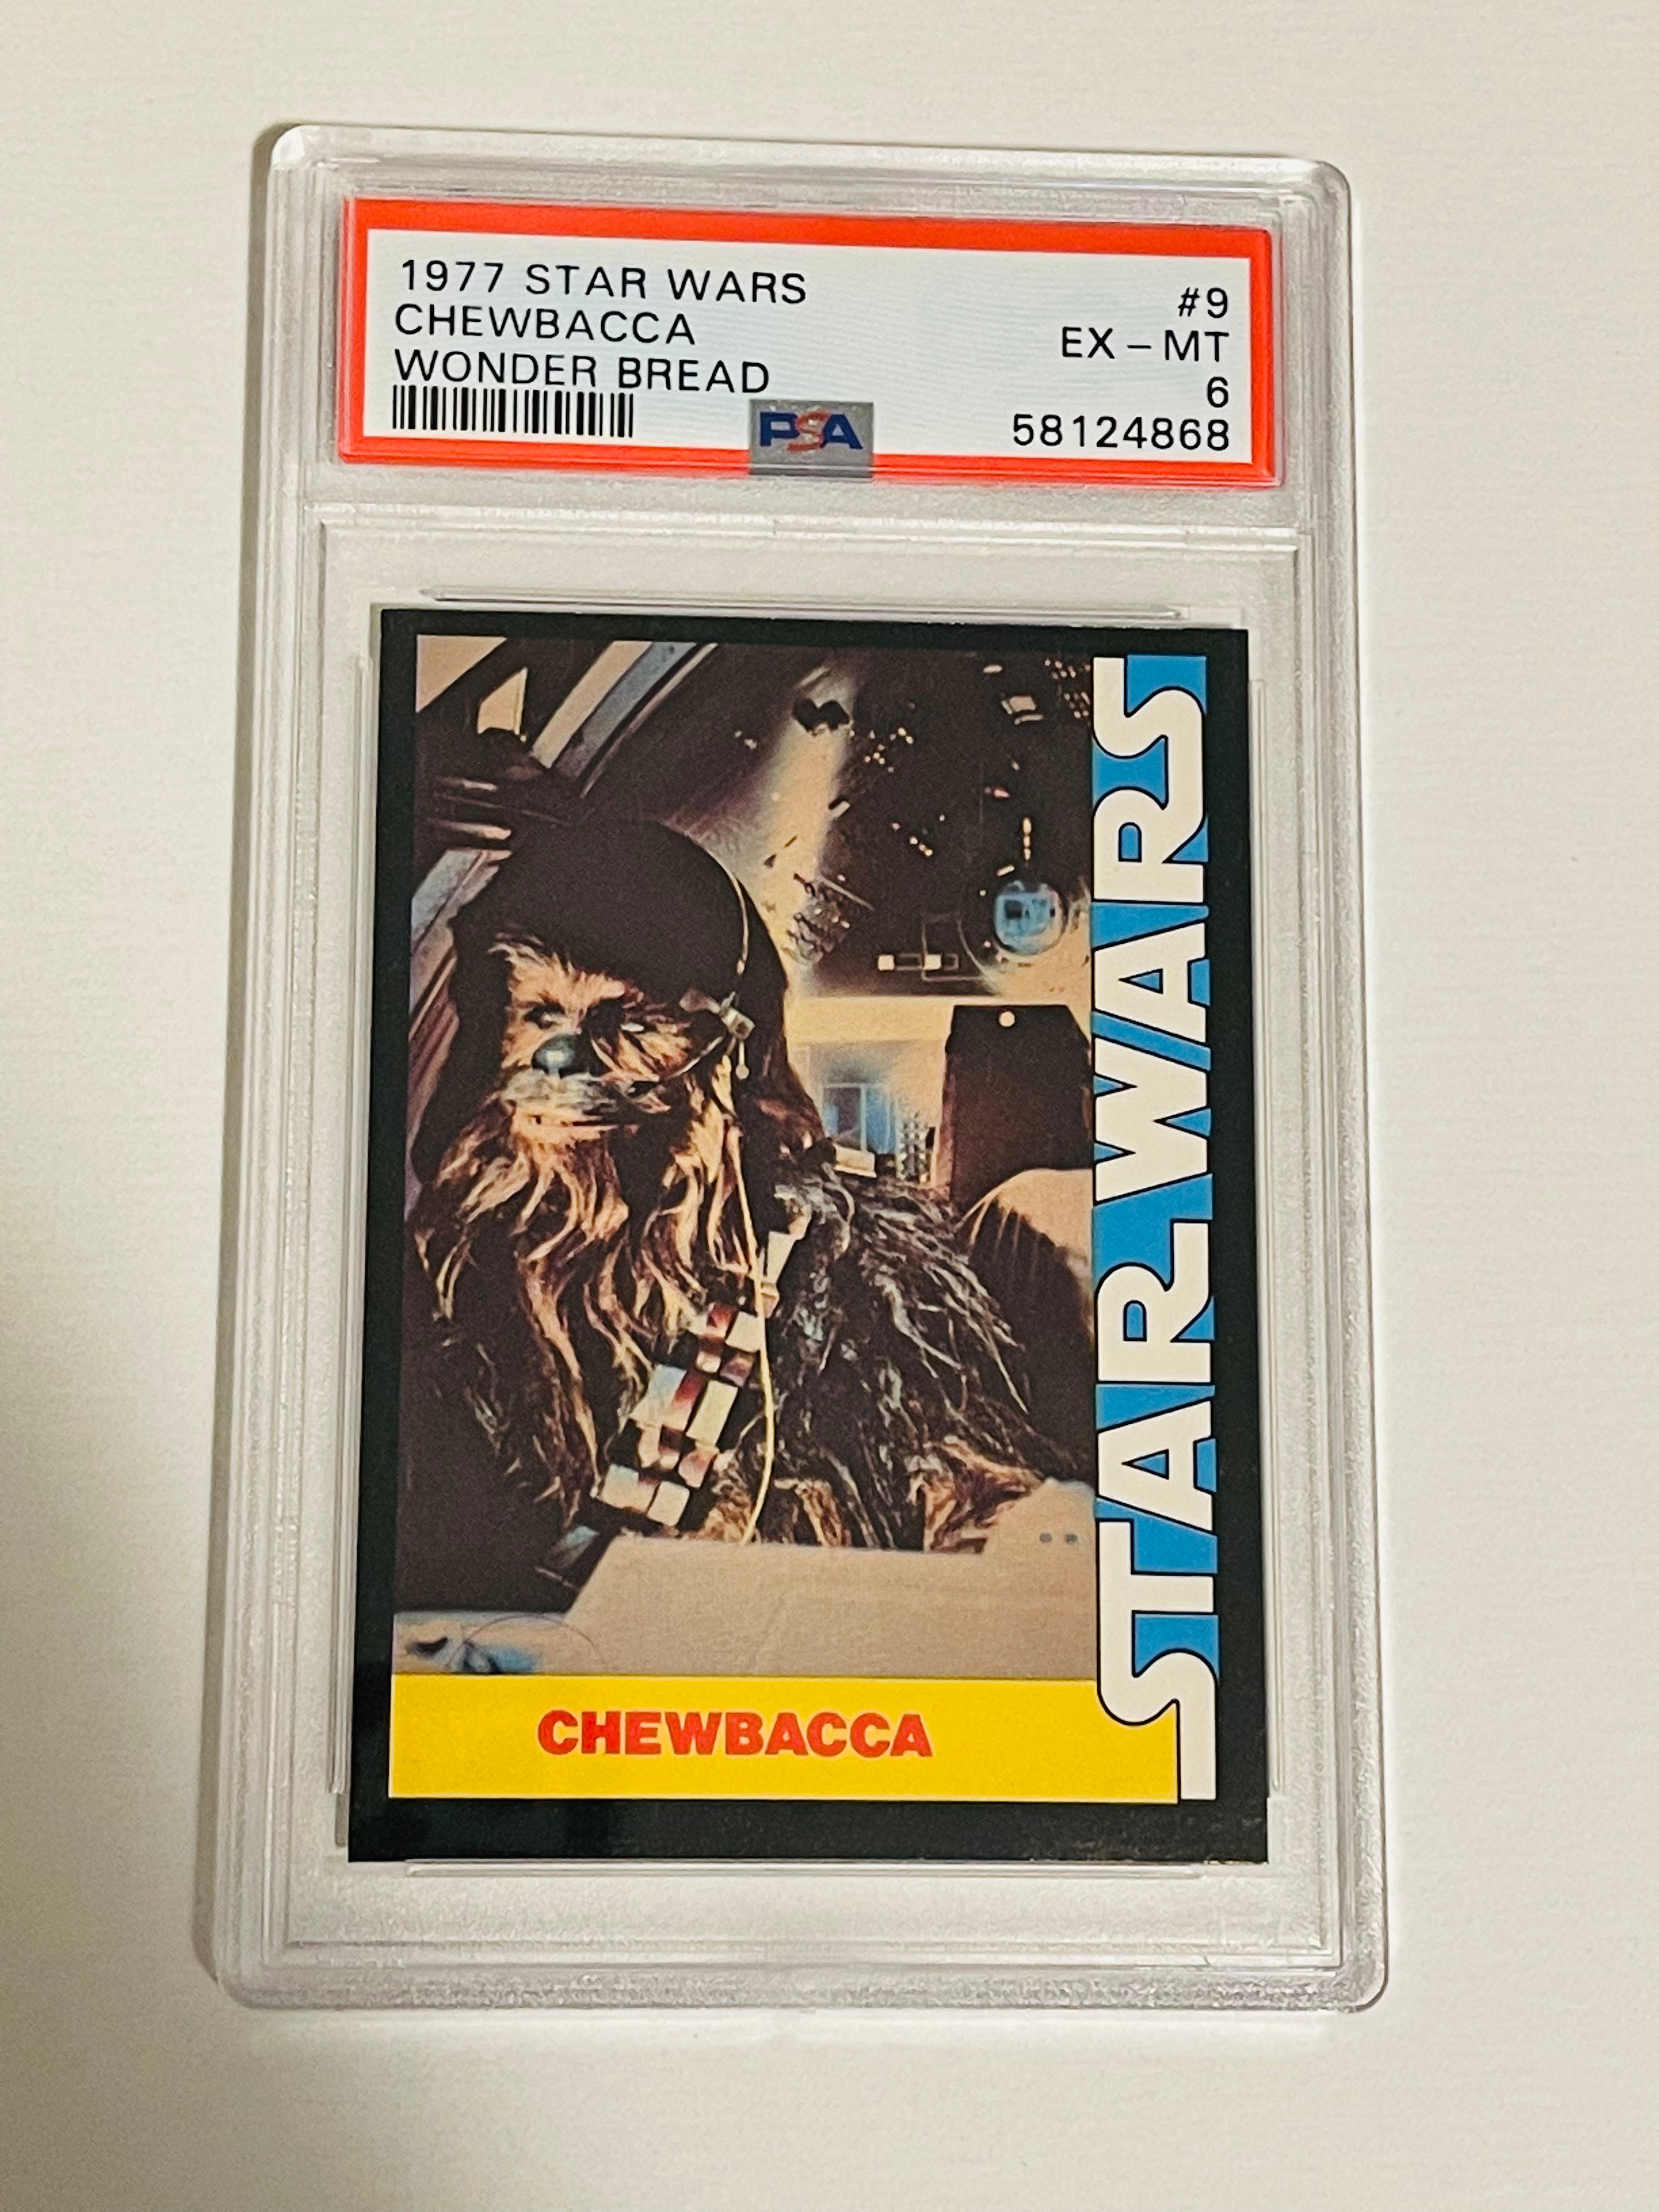 1977 STAR WARS
CHEWBACCA
WONDER BREAD
#9
EX - MT
6
58124868
PSA
STAR WARS
CHEWBACCA